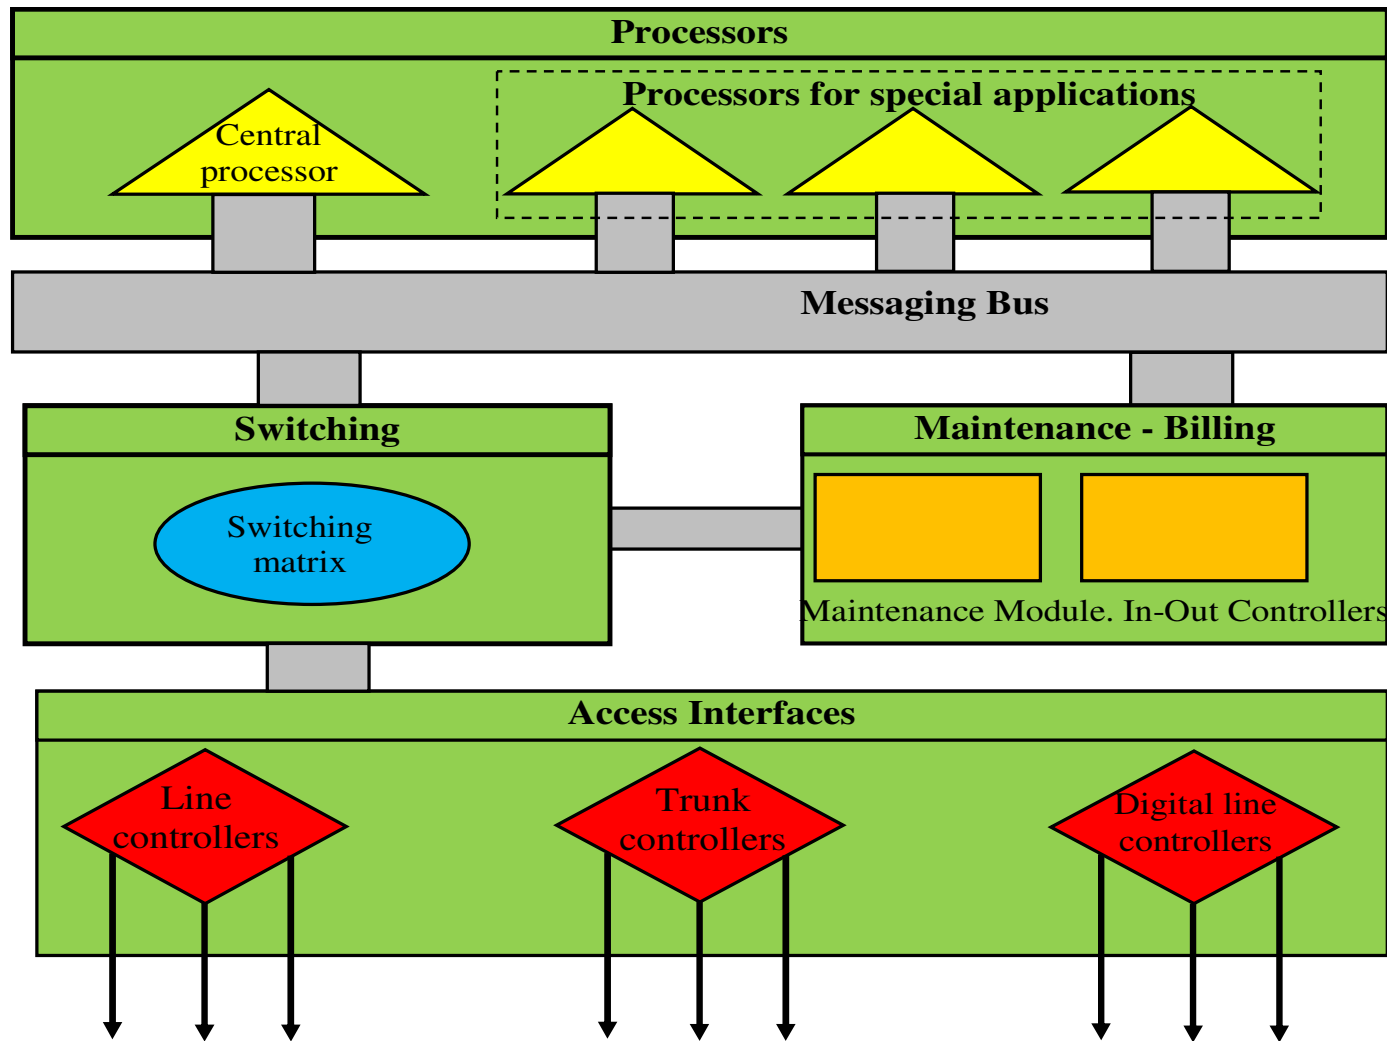 Processors
Processors for special applications
Central
processor
Messaging Bus
Switching
Maintenance - Billing
Switching
matrix
Maintenance Module. In-Out Controllers
Access Interfaces
Line
controllers
Trunk
controllers
Digital line
controllers